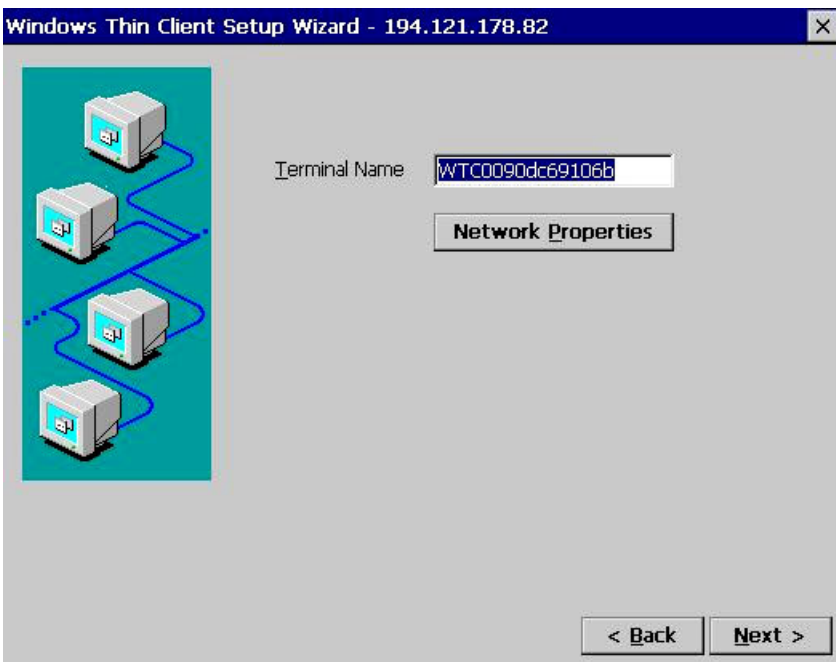 Windows Thin Client Setup Wizard - 194.121.178.82
Terminal Name WTC0090dc69106b
Network Properties
< Back Next >